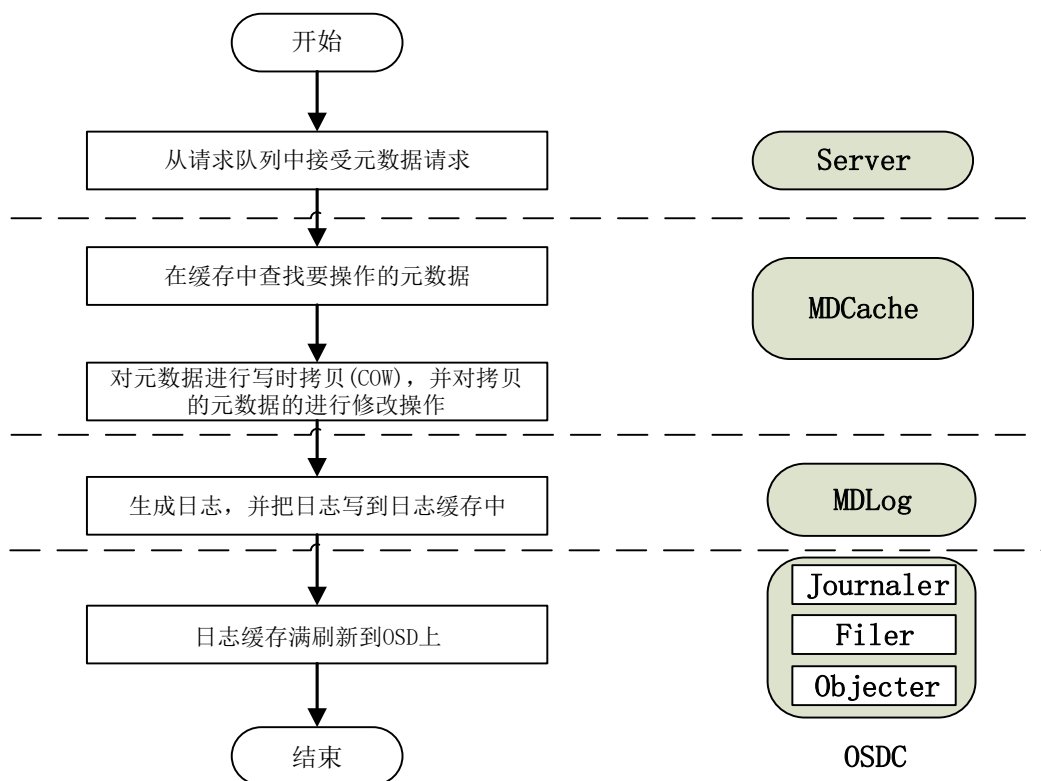 开始
从请求队列中接受元数据请求
Server
在缓存中查找要操作的元数据
MDCache
对元数据进行写时拷贝(COW)，并对拷贝
的元数据的进行修改操作
生成日志，并把日志写到日志缓存中
MDLog
Journaler
日志缓存满刷新到OSD上
Filer
Objecter
结束
OSDC